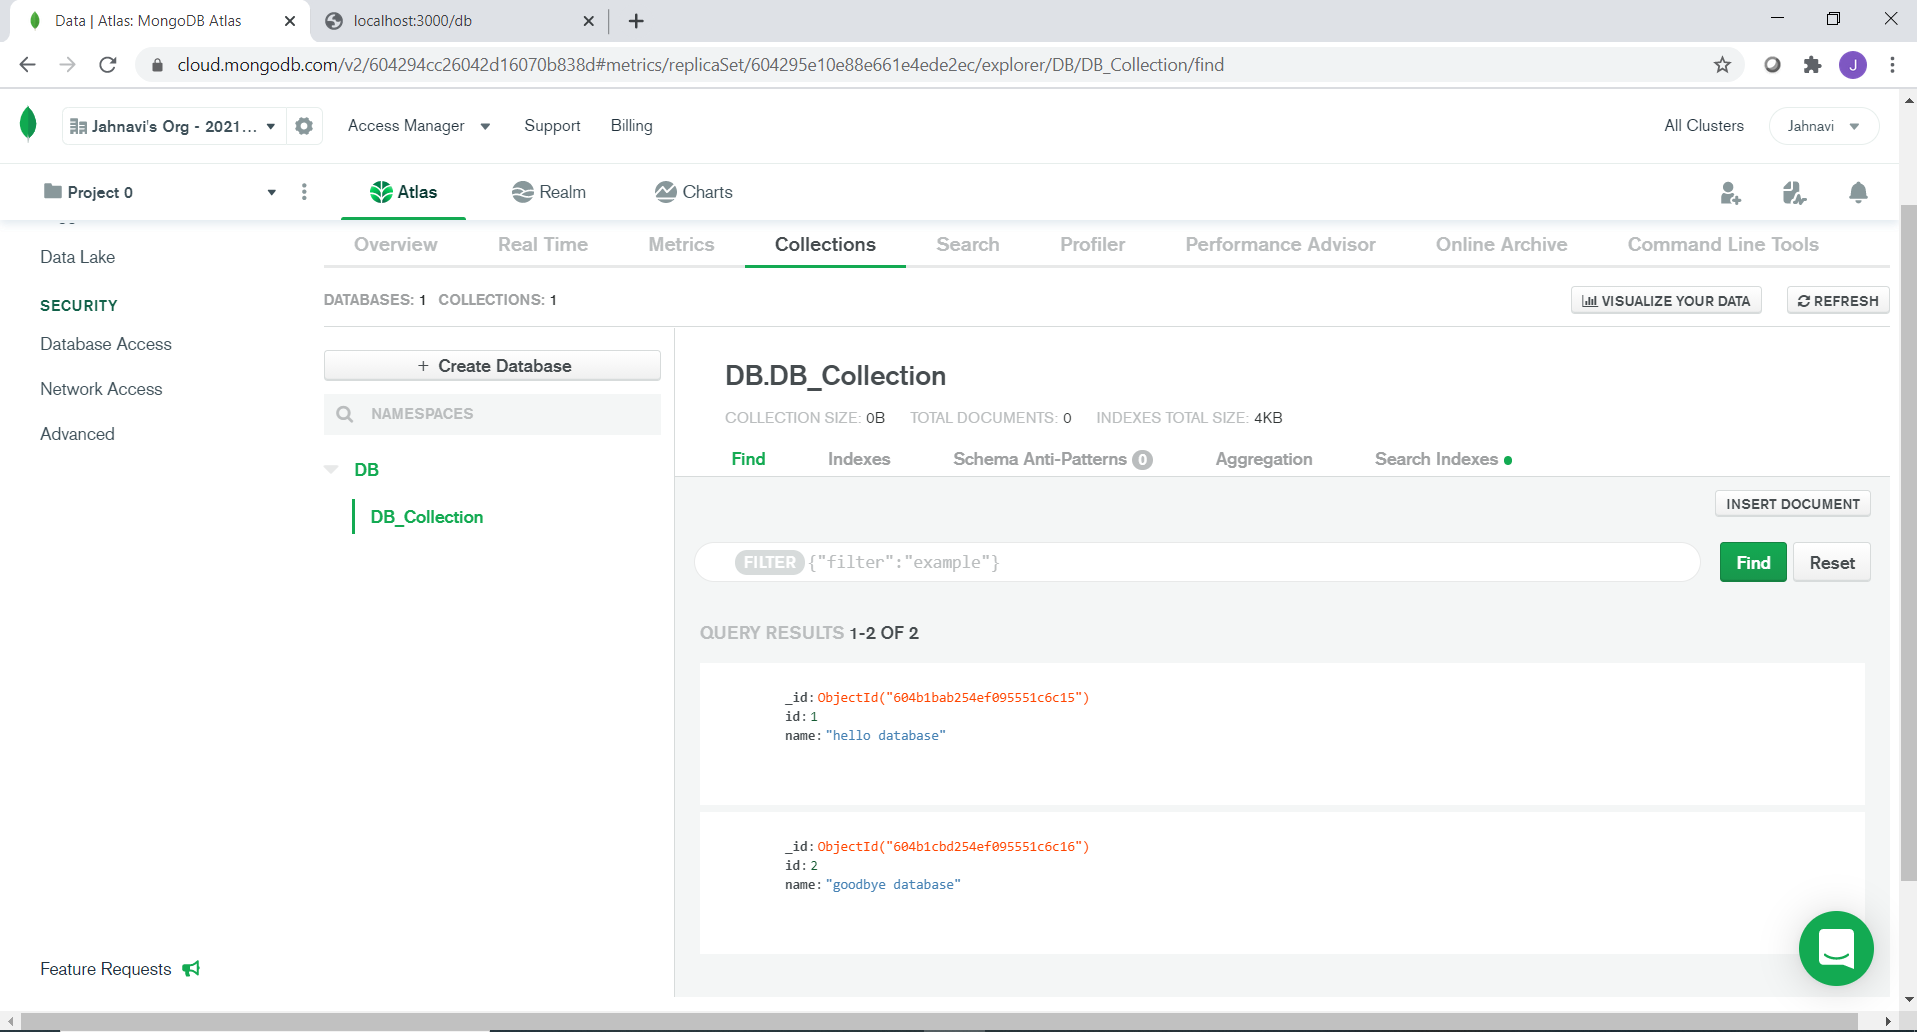 Data | Atlas: MongoDB Atlas
localhost:3000/db
cloud.mongodb.com/v2/604294cc26042d16070b838d#metrics/replicaSet/604295e10e88e661e4ede2ec/explorer/DB/DB_Collection/find
J
Jahnavi's Org - 2021...
Access Manager
Support
Billing
All Clusters
Jahnavi
Project 0
Atlas
Realm
Charts
Overview
Real Time
Metrics
Collections
Search
Profiler
Performance Advisor
Online Archive
Command Line Tools
Data Lake
SECURITY
Database Access
Network Access
Advanced
Feature Requests
DATABASES: 1 COLLECTIONS: 1
VISUALIZE YOUR DATA
REFRESH
+ Create Database
NAMESPACES
DB
DB_Collection
DB.DB_Collection
COLLECTION SIZE: 0B TOTAL DOCUMENTS: 0 INDEXES TOTAL SIZE: 4KB
Find
Indexes
Schema Anti-Patterns 0
Aggregation
Search Indexes
INSERT DOCUMENT
FILTER {"filter":"example"}
Find
Reset
QUERY RESULTS 1-2 OF 2
_id: ObjectId("604b1bab254ef095551c6c15")
id: 1
name: "hello database"
_id: ObjectId("604b1cbd254ef095551c6c16")
id: 2
name: "goodbye database"